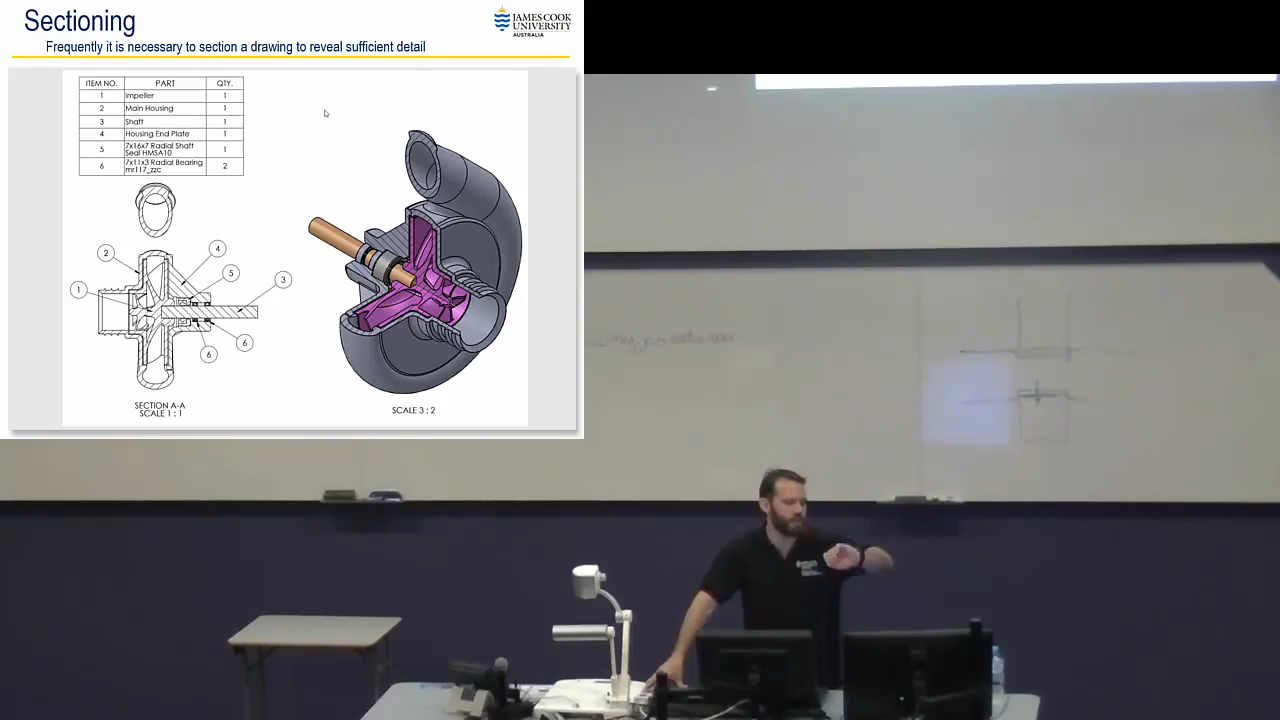 Sectioning
Frequently it is necessary to section a drawing to reveal sufficient detail
JAMES COOK
UNIVERSITY
AUSTRALIA
ITEM NO. PART QTY.
1 Impeller 1
2 Main Housing 1
3 Shaft 1
4 Housing End Plate 1
5 7x16x7 Radial Shaft Seal HMSA10 1
6 7x11x3 Radial Bearing mr117_zzc 2
2
4
5
1
3
6
6
SECTION A-A
SCALE 1 : 1
SCALE 3 : 2